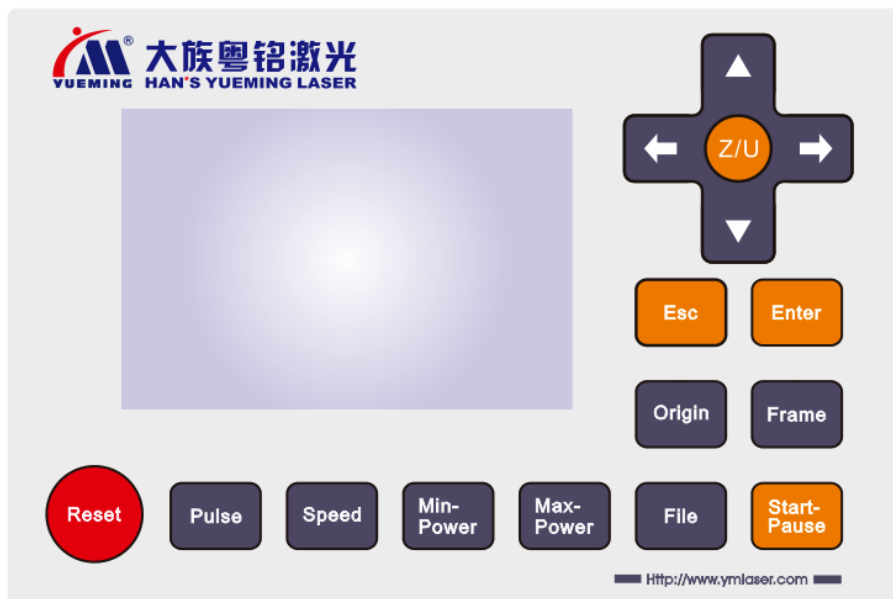 YUEMING®
大族粤铭激光
HAN'S YUEMING LASER
Z/U
Esc
Enter
Origin
Frame
Reset
Pulse
Speed
Min-
Power
Max-
Power
File
Start-
Pause
Http://www.ymlaser.com